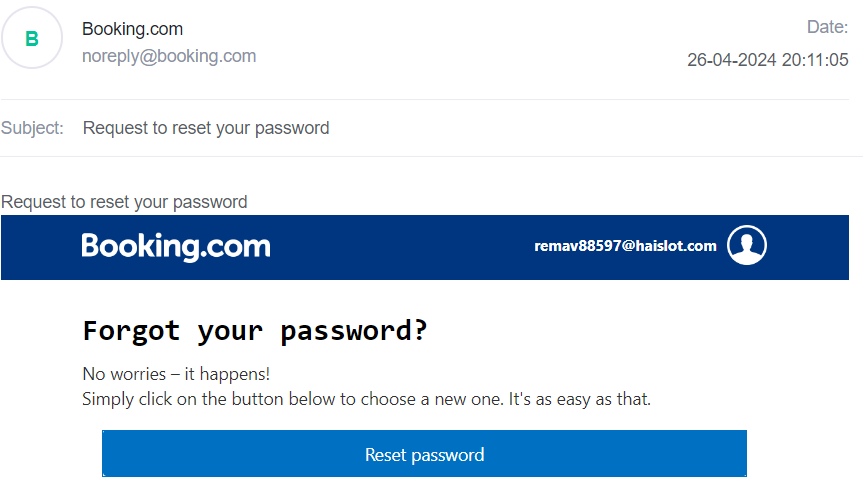 B
Booking.com
noreply@booking.com
Date:
26-04-2024 20:11:05
Subject: Request to reset your password
Request to reset your password
Booking.com remav88597@haislot.com
Forgot your password?
No worries – it happens!
Simply click on the button below to choose a new one. It's as easy as that.
Reset password